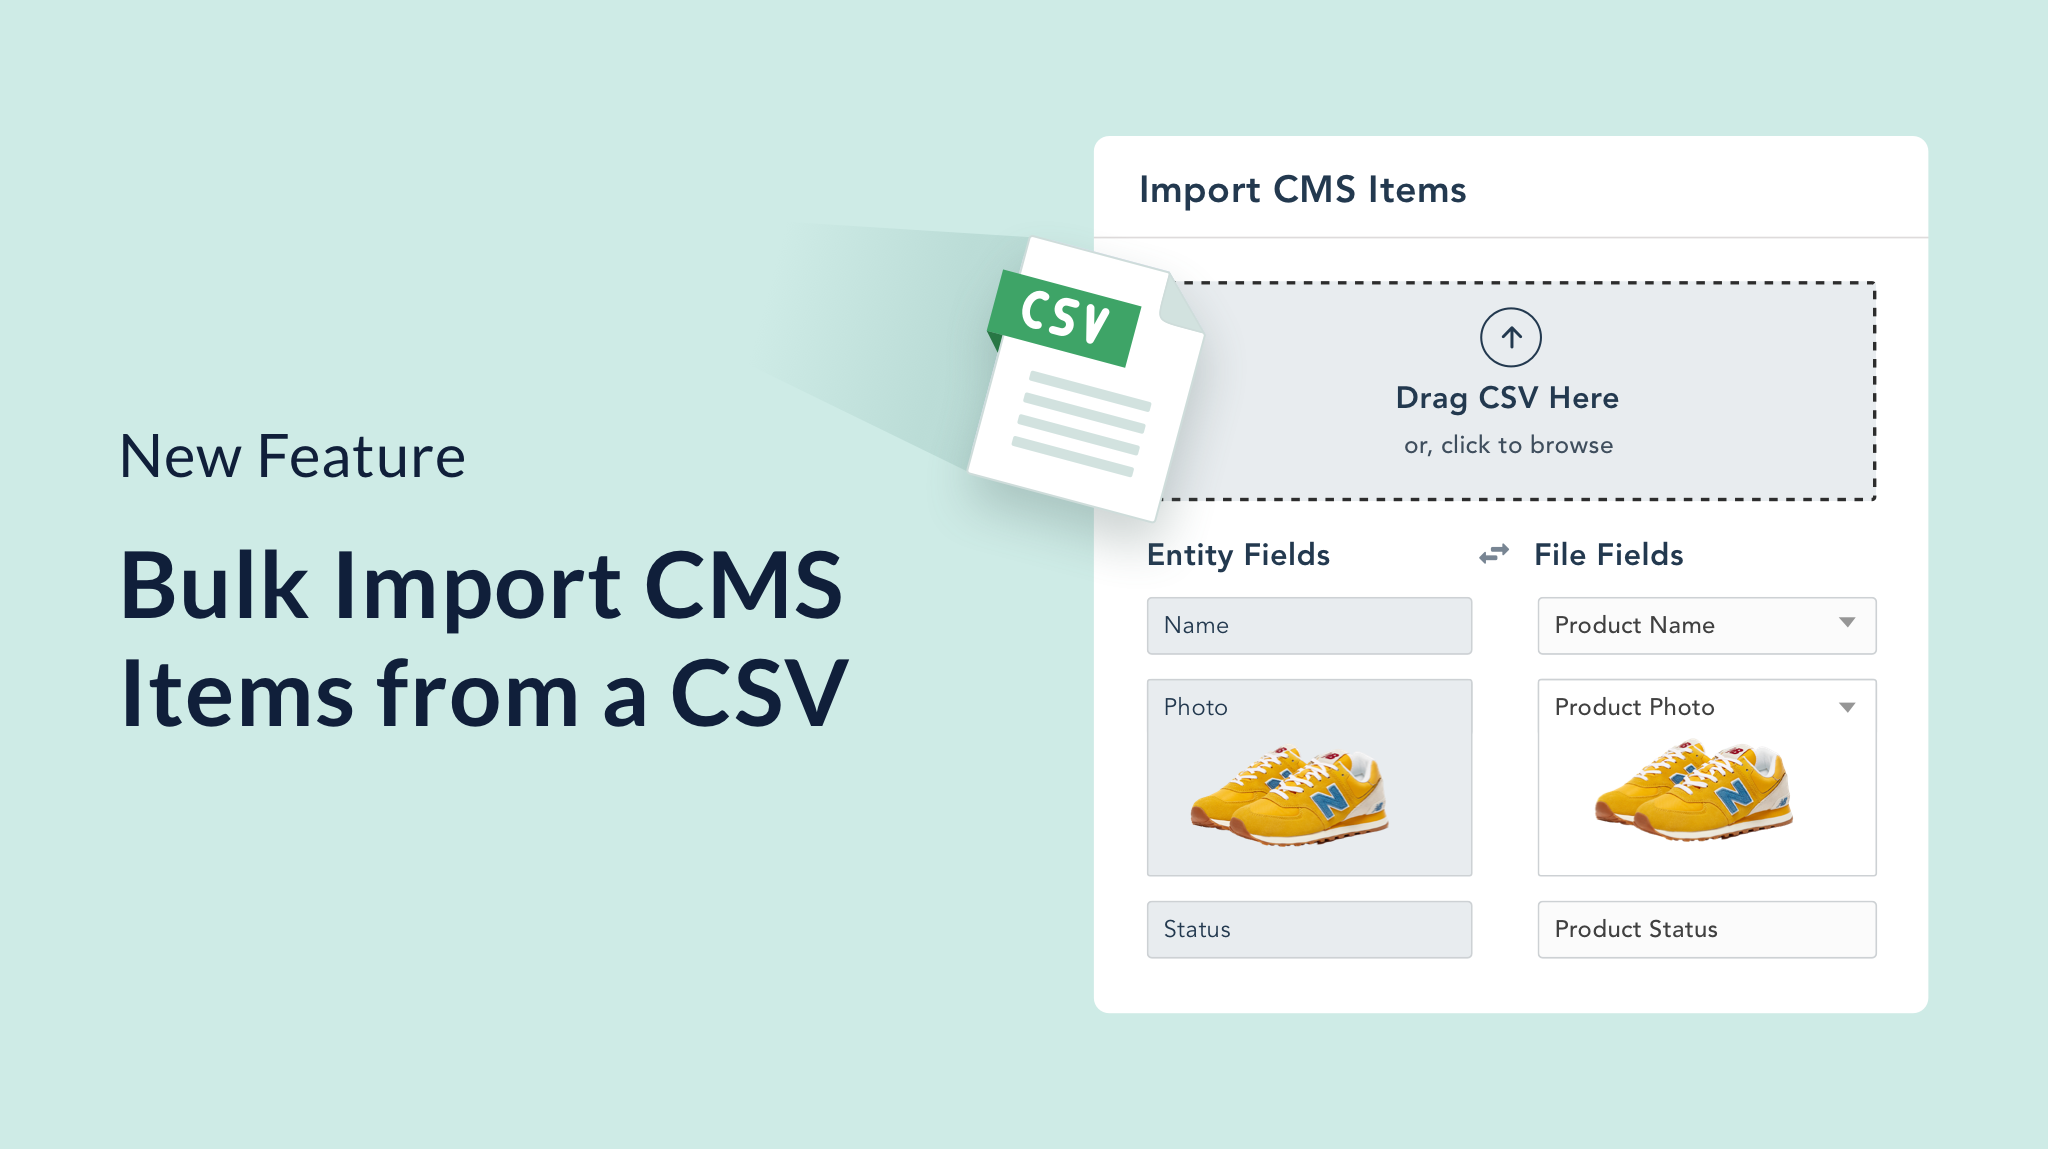 New Feature
Bulk Import CMS
Items from a CSV
CSV
Import CMS Items
Drag CSV Here
or, click to browse
Entity Fields
File Fields
Name
Product Name
Photo
Product Photo
N
N
Status
Product Status